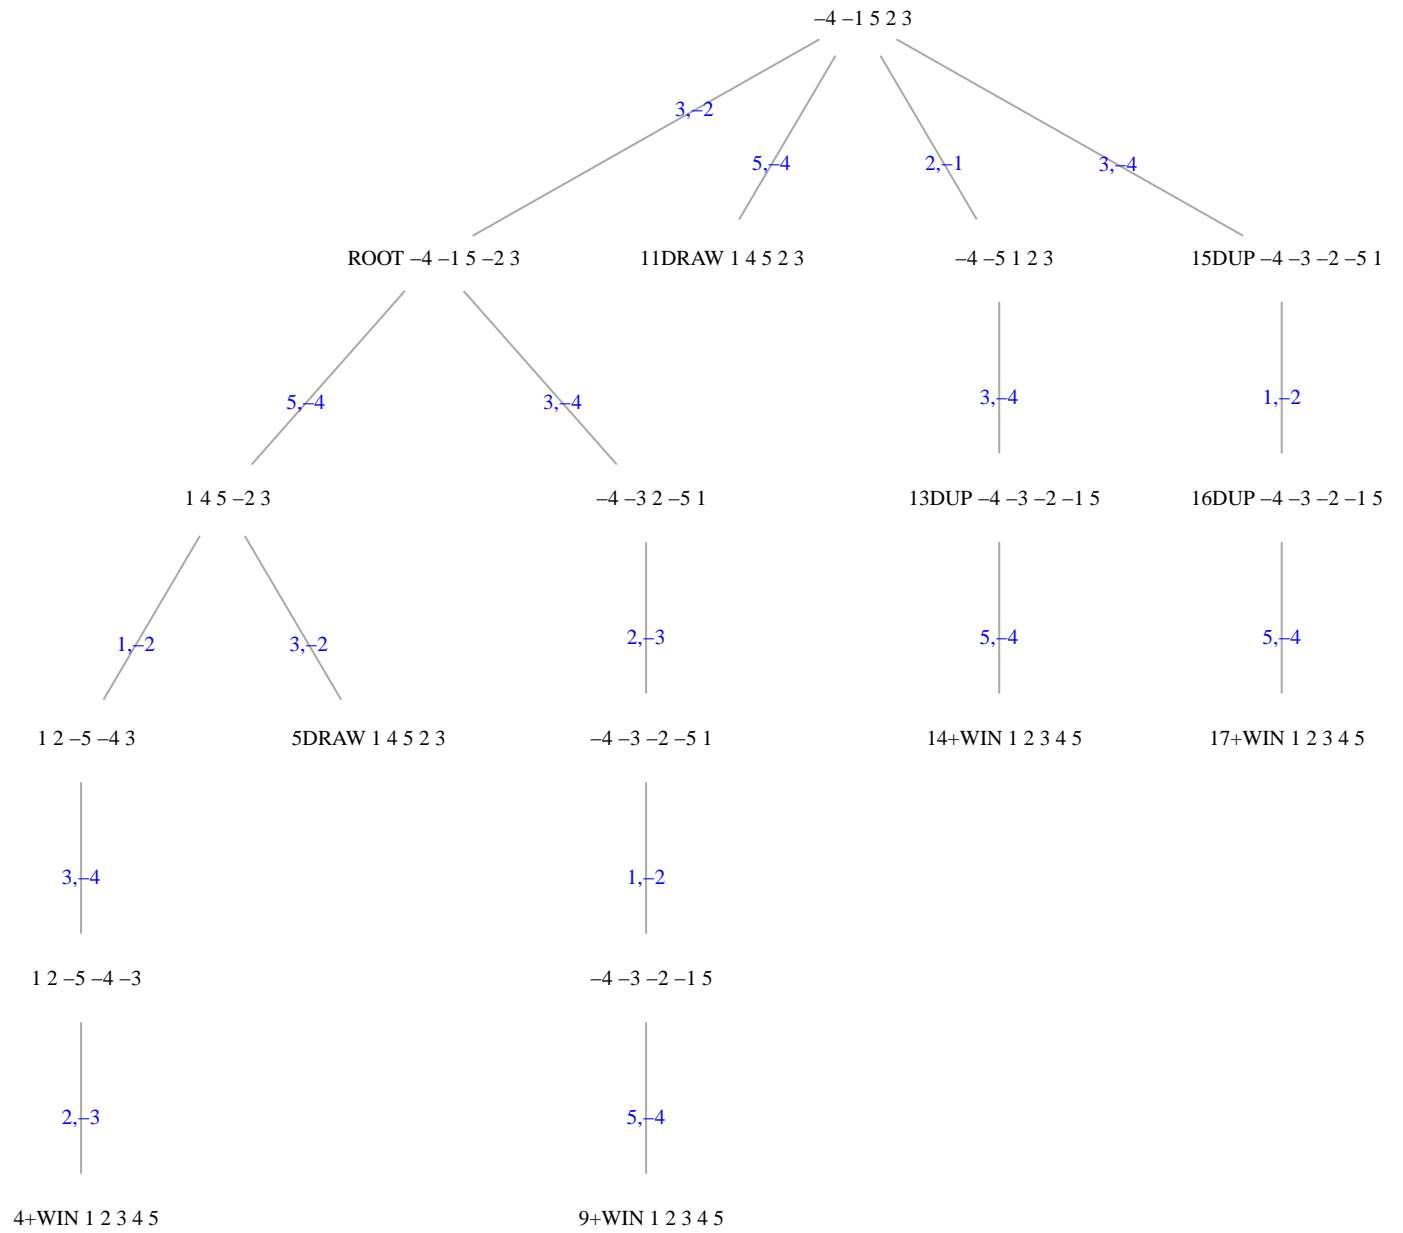 –4 –1 5 2 3
3,–2
5,–4
2,–1
3,–4
ROOT –4 –1 5 –2 3
11DRAW 1 4 5 2 3
–4 –5 1 2 3
15DUP –4 –3 –2 –5 1
5,–4
3,–4
3,–4
1,–2
1 4 5 –2 3
–4 –3 2 –5 1
13DUP –4 –3 –2 –1 5
16DUP –4 –3 –2 –1 5
1,–2
3,–2
2,–3
5,–4
5,–4
1 2 –5 –4 3
5DRAW 1 4 5 2 3
–4 –3 –2 –5 1
14+WIN 1 2 3 4 5
17+WIN 1 2 3 4 5
3,–4
1,–2
1 2 –5 –4 –3
–4 –3 –2 –1 5
2,–3
5,–4
4+WIN 1 2 3 4 5
9+WIN 1 2 3 4 5